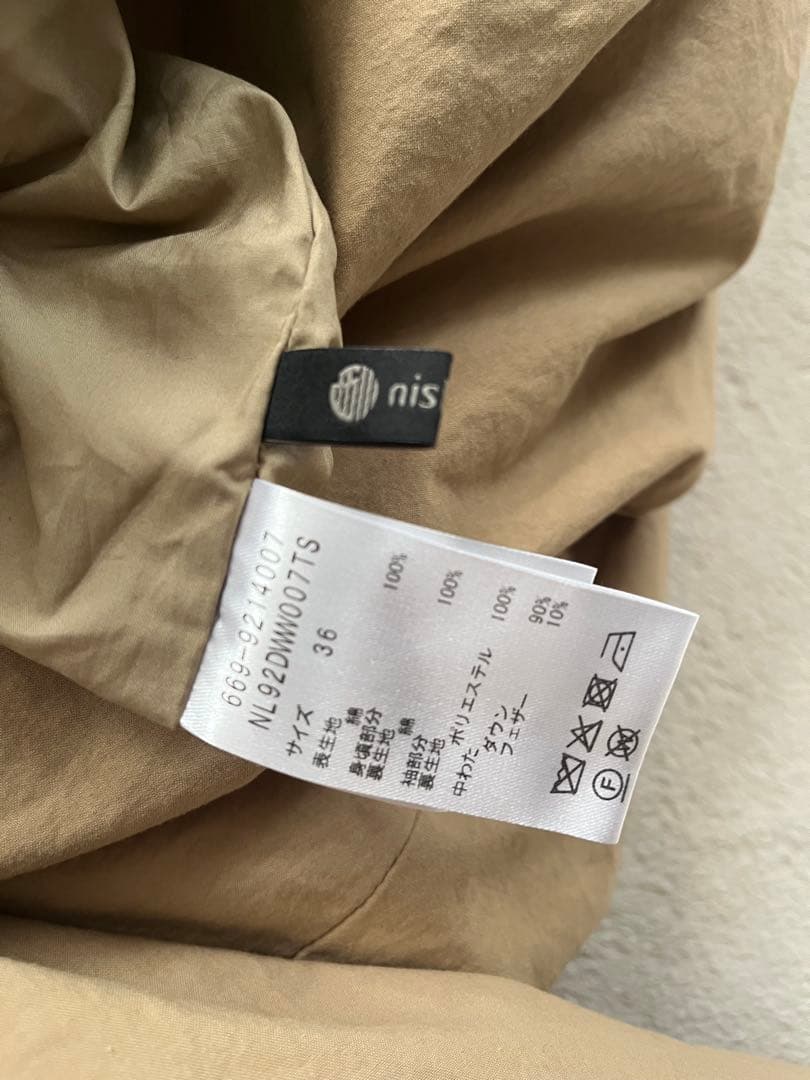 nis
669-9214007
NL92DWW007TS
サイズ 36
表生地
綿 100%
身頃部分
裏生地
綿 100%
袖部分
裏生地
中わた ポリエステル 100%
ダウン 90%
フェザー 10%
F
W